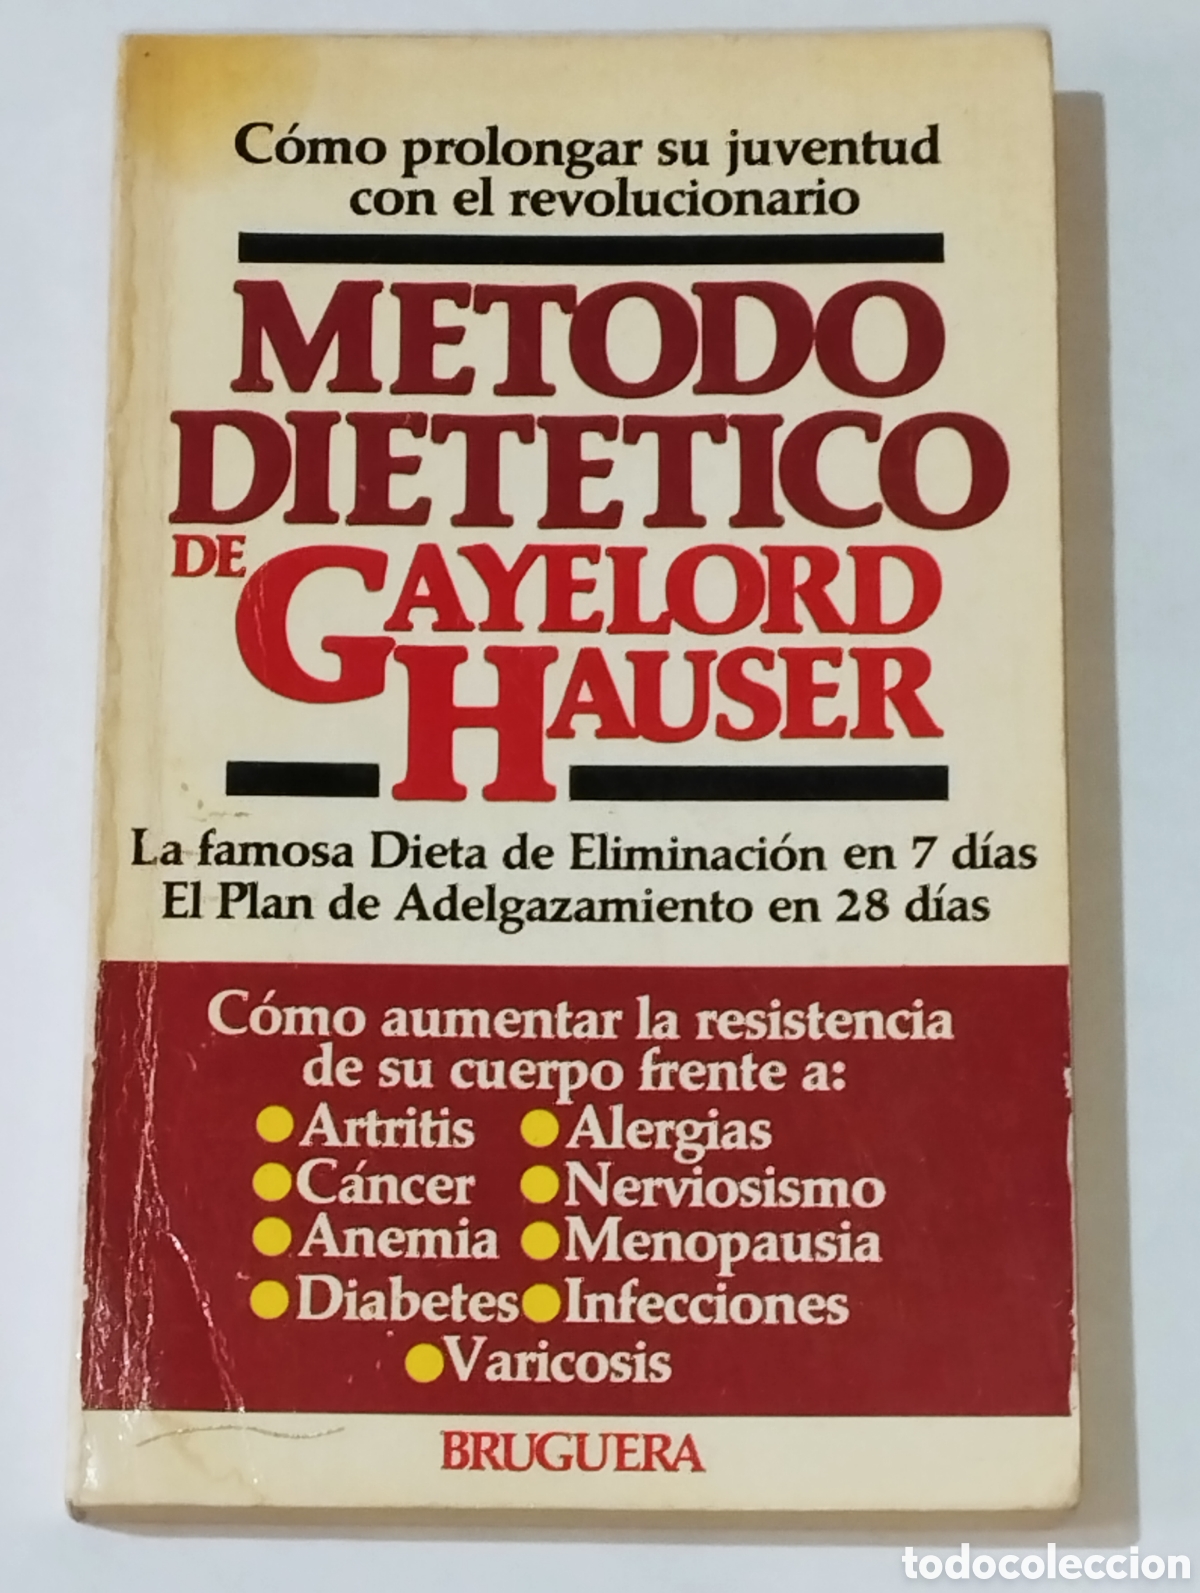 Cómo prolongar su juventud
con el revolucionario
METODO
DIETETICO
DE GAYELORD
HAUSER
La famosa Dieta de Eliminación en 7 días
El Plan de Adelgazamiento en 28 días
Cómo aumentar la resistencia
de su cuerpo frente a:
Artritis Alergias
Cáncer Nerviosismo
Anemia Menopausia
Diabetes Infecciones
Varicosis
BRUGUERA
todocoleccion